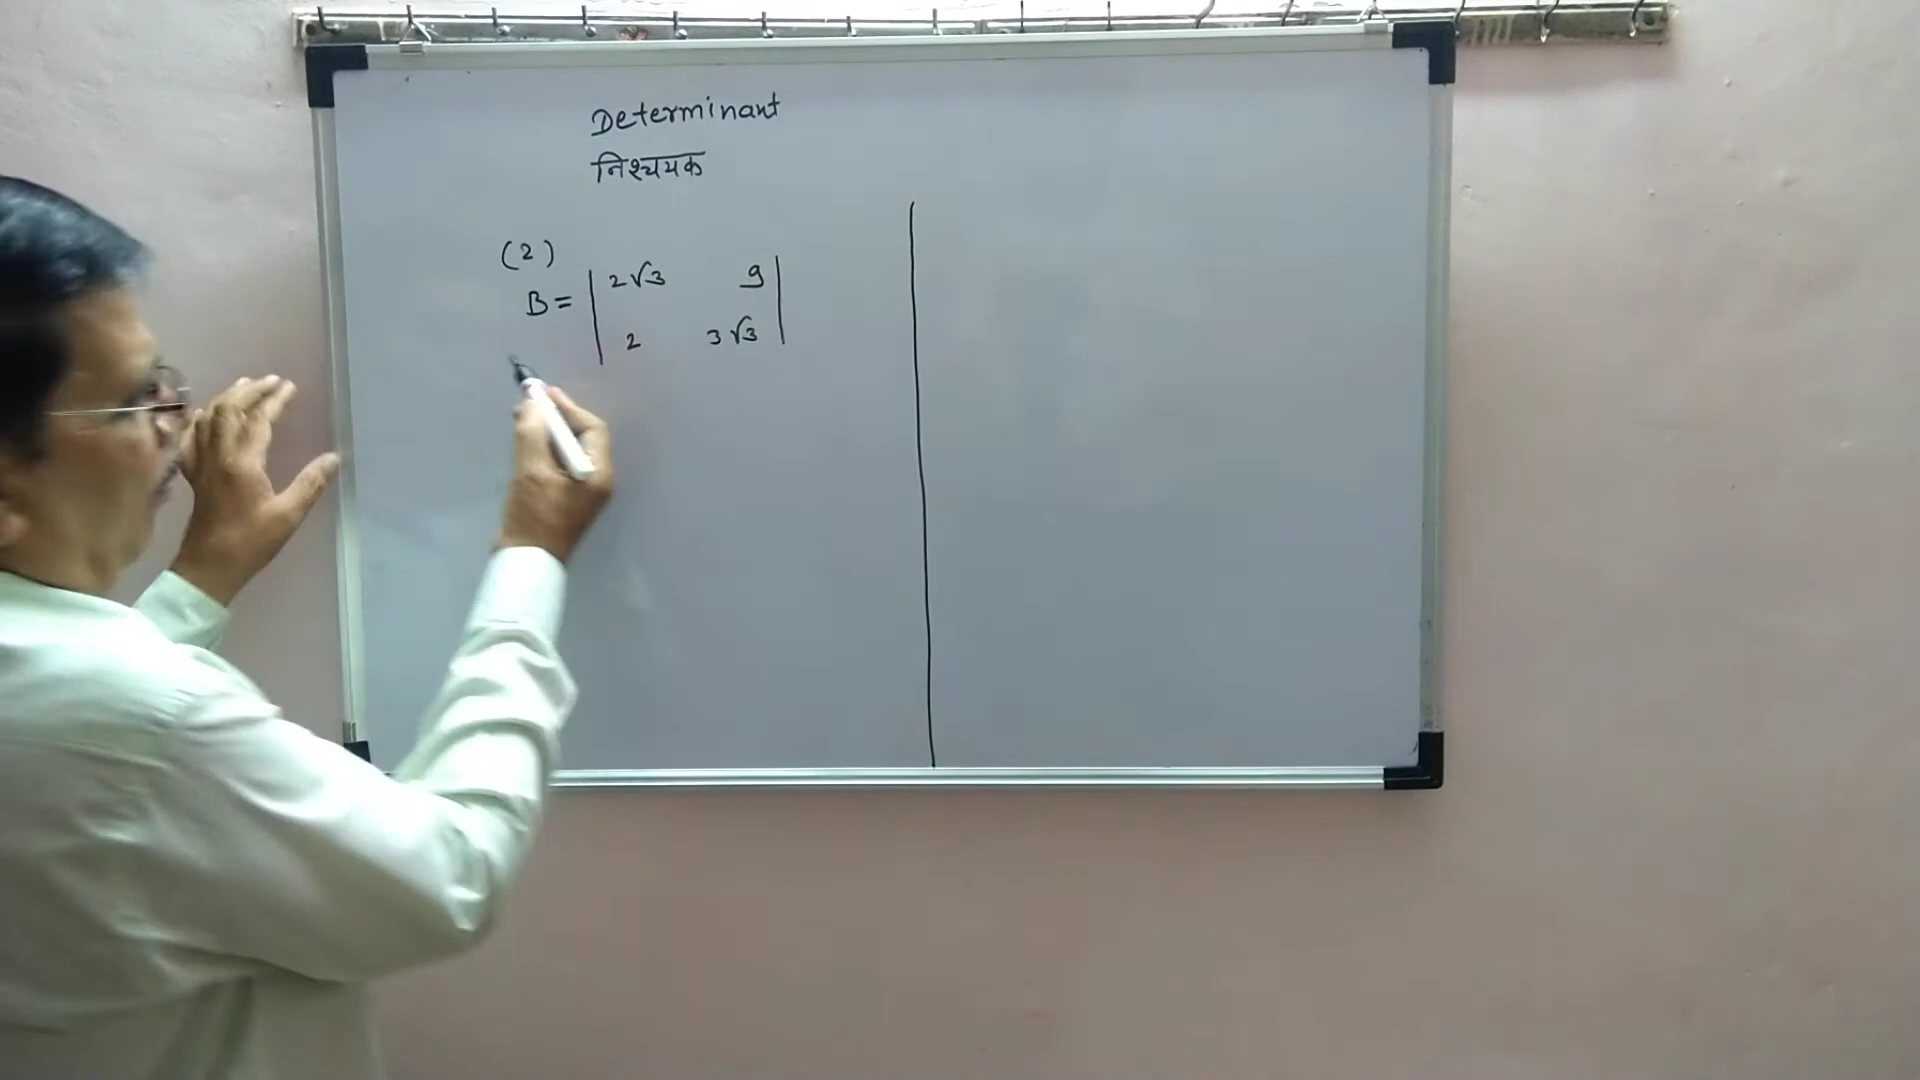 Determinant
निश्चयक
(2)
B = | 2√3 9 |
| 2 3√3 |